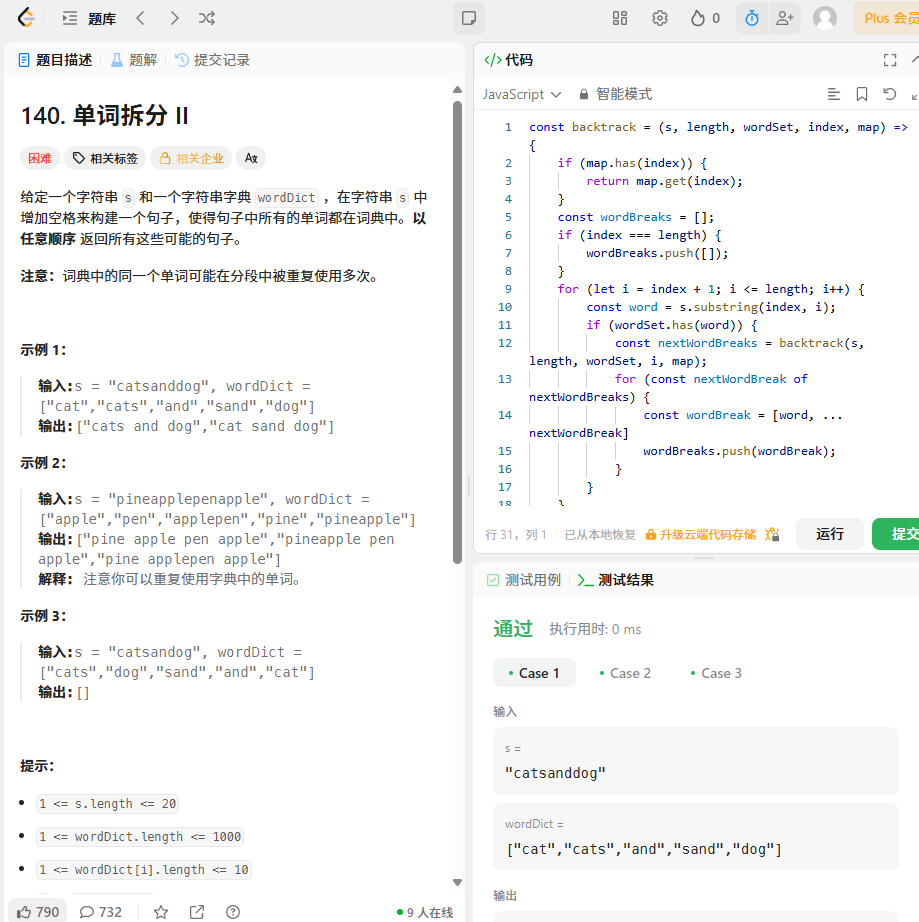 题库 0 Plus 会员
题目描述 题解 提交记录
140. 单词拆分 II
困难 相关标签 相关企业
给定一个字符串 s 和一个字符串字典 wordDict ，在字符串 s 中
增加空格来构建一个句子，使得句子中所有的单词都在词典中。以
任意顺序 返回所有这些可能的句子。
注意：词典中的同一个单词可能在分段中被重复使用多次。
示例 1：
输入:s = "catsanddog", wordDict =
["cat","cats","and","sand","dog"]
输出:["cats and dog","cat sand dog"]
示例 2：
输入:s = "pineapplepenapple", wordDict =
["apple","pen","applepen","pine","pineapple"]
输出:["pine apple pen apple","pineapple pen
apple","pine applepen apple"]
解释: 注意你可以重复使用字典中的单词。
示例 3：
输入:s = "catsandog", wordDict =
["cats","dog","sand","and","cat"]
输出:[]
提示：
1 <= s.length <= 20
1 <= wordDict.length <= 1000
1 <= wordDict[i].length <= 10
790 732 9 人在线
</> 代码
JavaScript 智能模式
1 const backtrack = (s, length, wordSet, index, map) =>
{
2 if (map.has(index)) {
3 return map.get(index);
4 }
5 const wordBreaks = [];
6 if (index === length) {
7 wordBreaks.push([]);
8 }
9 for (let i = index + 1; i <= length; i++) {
10 const word = s.substring(index, i);
11 if (wordSet.has(word)) {
12 const nextWordBreaks = backtrack(s,
length, wordSet, i, map);
13 for (const nextWordBreak of
nextWordBreaks) {
14 const wordBreak = [word, ...
nextWordBreak]
15 wordBreaks.push(wordBreak);
16 }
17 }
18 }
行 31，列 1 已从本地恢复 升级云端代码存储 运行 提交
测试用例 测试结果
通过 执行用时: 0 ms
Case 1 Case 2 Case 3
输入
s =
"catsanddog"
wordDict =
["cat","cats","and","sand","dog"]
输出